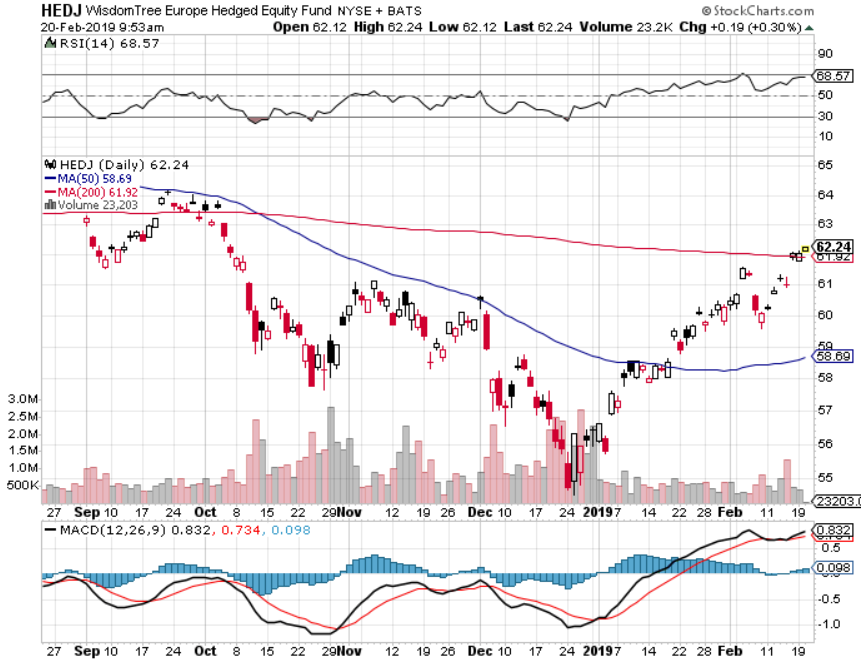 HEDJ WisdomTree Europe Hedged Equity Fund NYSE + BATS © StockCharts.com
20-Feb-2019 9:53am Open 62.12 High 62.24 Low 62.12 Last 62.24 Volume 23.2K Chg +0.19 (+0.30%)
RSI(14) 68.57
90
68.57
50
30
10
HEDJ (Daily) 62.24
MA(50) 58.69
MA(200) 61.92
Volume 23,203
65
64
63
62.24
61.92
61
60
59
58.69
58
57
56
55
3.0M
2.5M
2.0M
1.5M
1.0M
500K
23203.0
27 Sep 10 17 24 Oct 8 15 22 29 Nov 12 19 26 Dec 10 17 24 2019 7 14 22 28 Feb 11 19
MACD(12,26,9) 0.832, 0.734, 0.098
0.832
0.5
0.098
-0.5
-1.0
27 Sep 10 17 24 Oct 8 15 22 29 Nov 12 19 26 Dec 10 17 24 2019 14 22 28 Feb 11 19